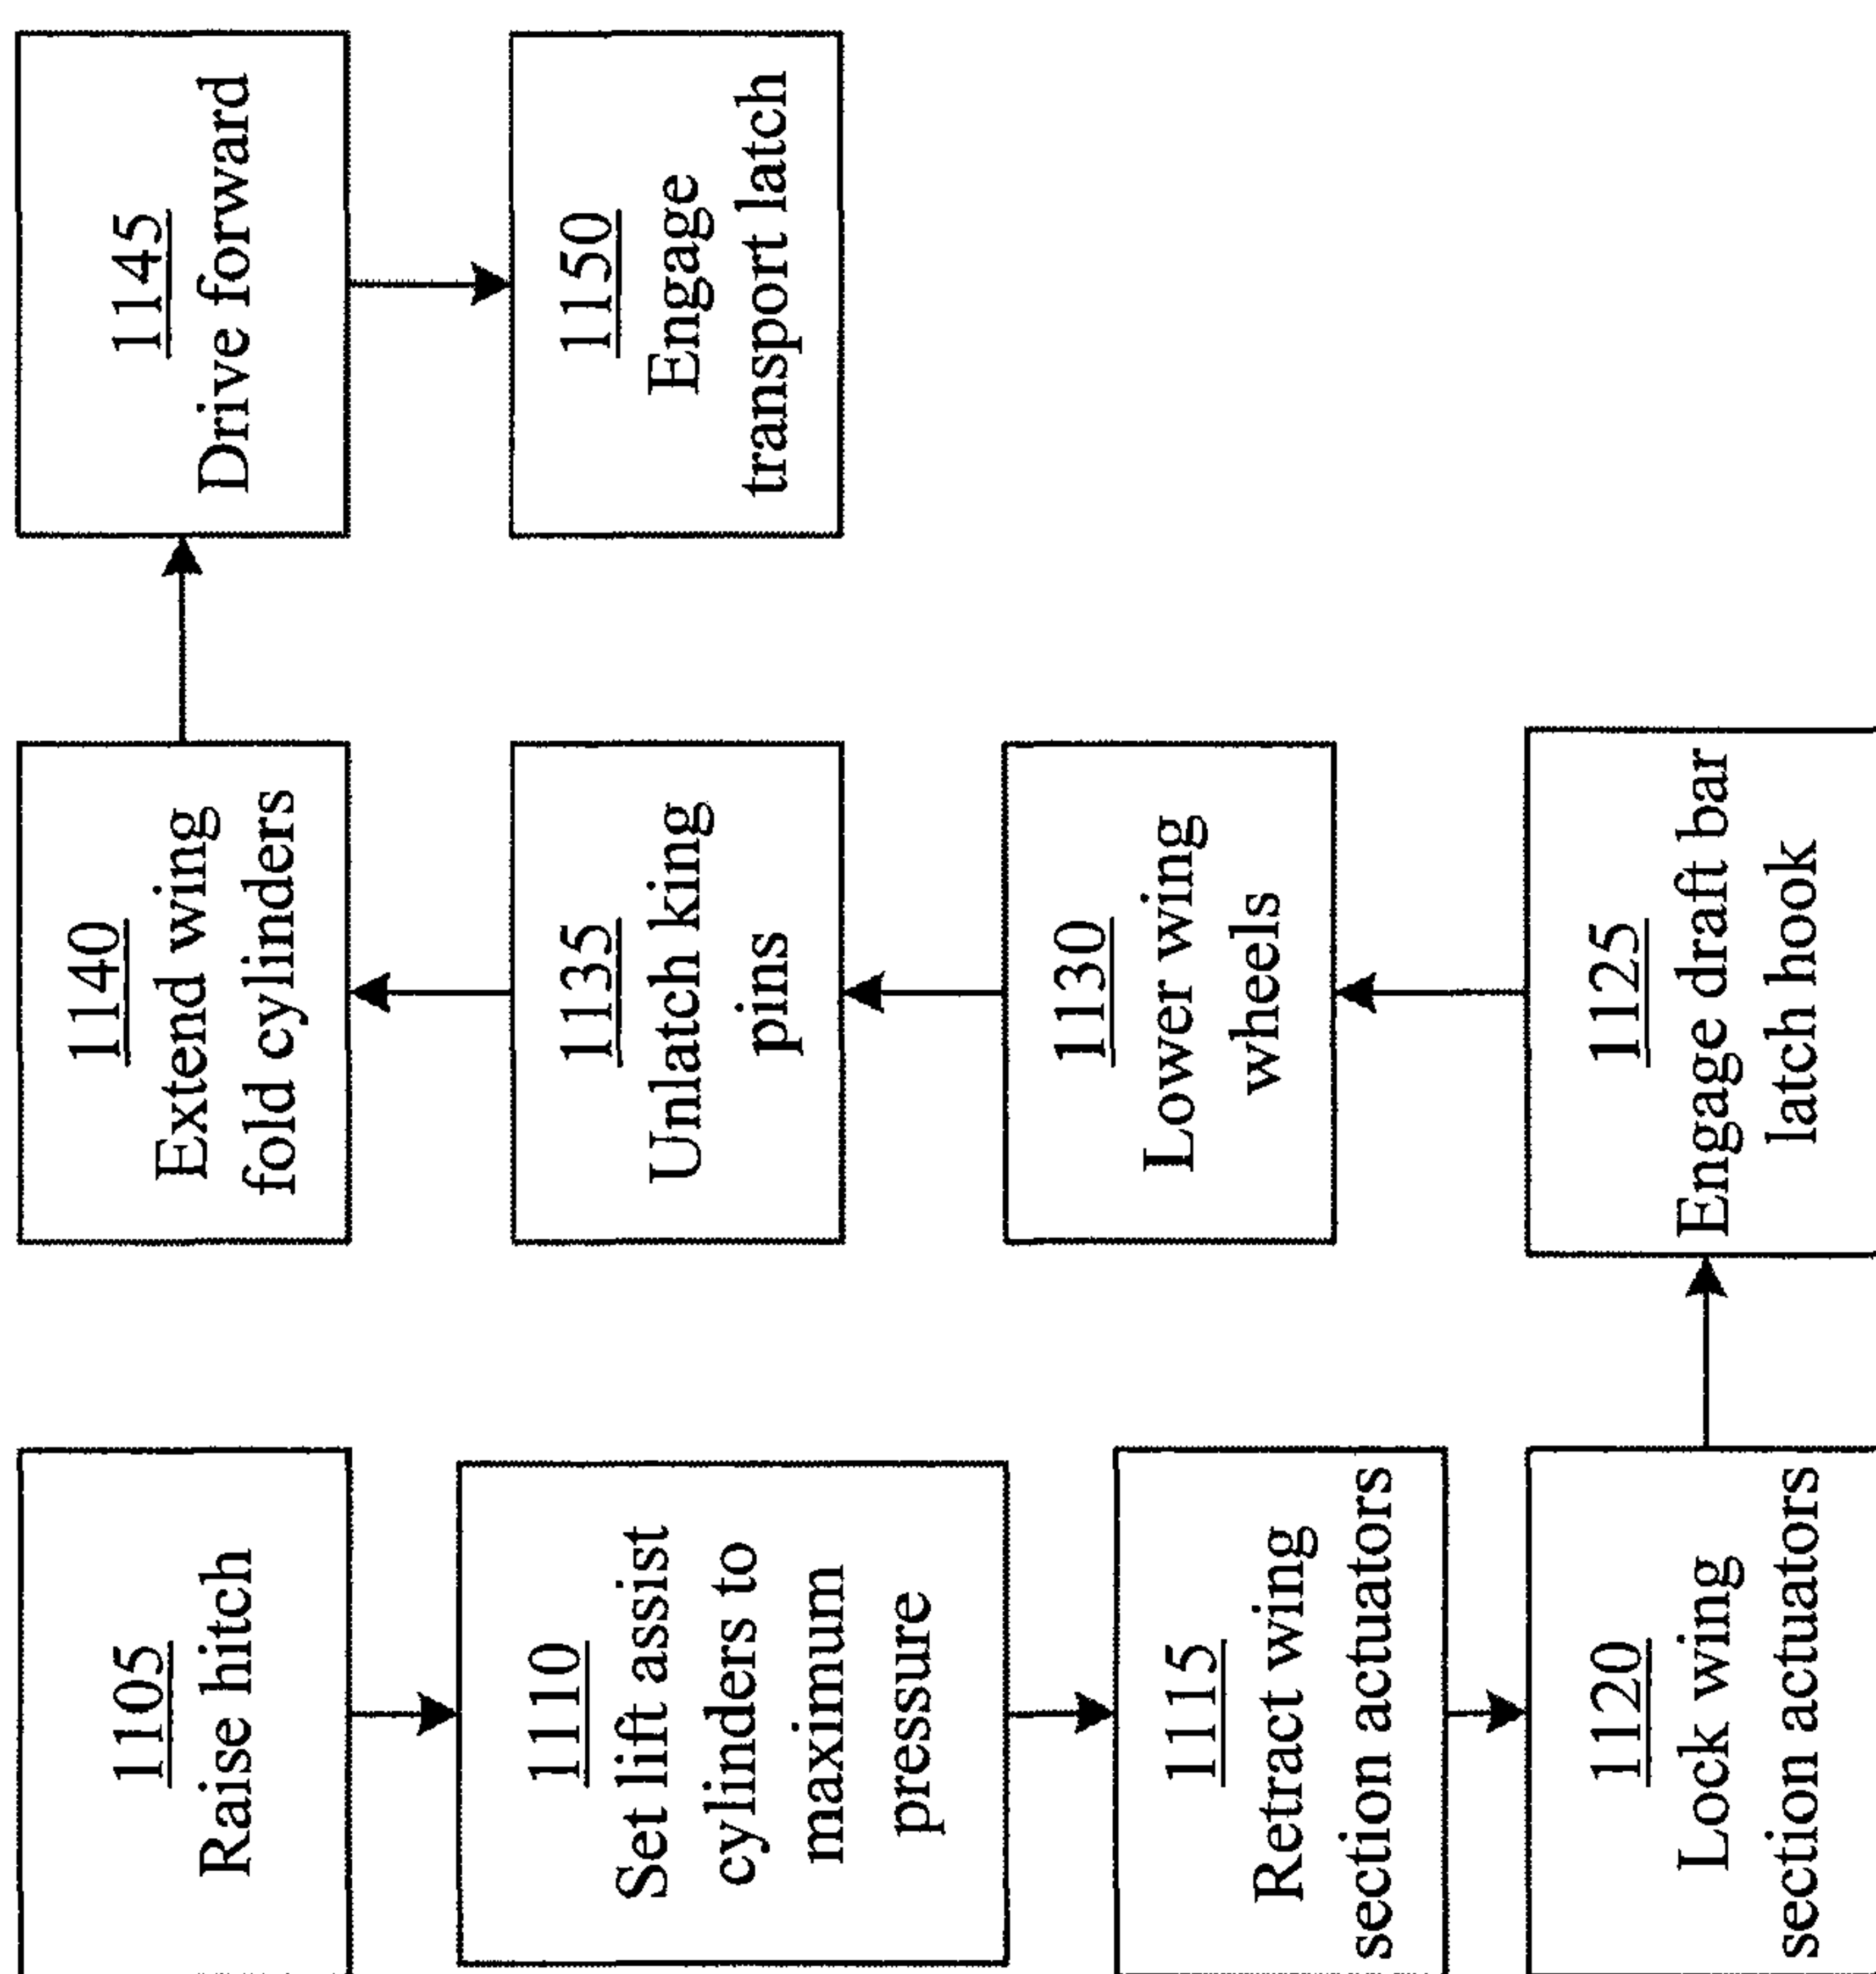 1105
Raise hitch
1110
Set lift assist
cylinders to
maximum
pressure
1115
Retract wing
section actuators
1120
Lock wing
section actuators
1125
Engage draft bar
latch hook
1130
Lower wing
wheels
1135
Unlatch king
pins
1140
Extend wing
fold cylinders
1145
Drive forward
1150
Engage
transport latch